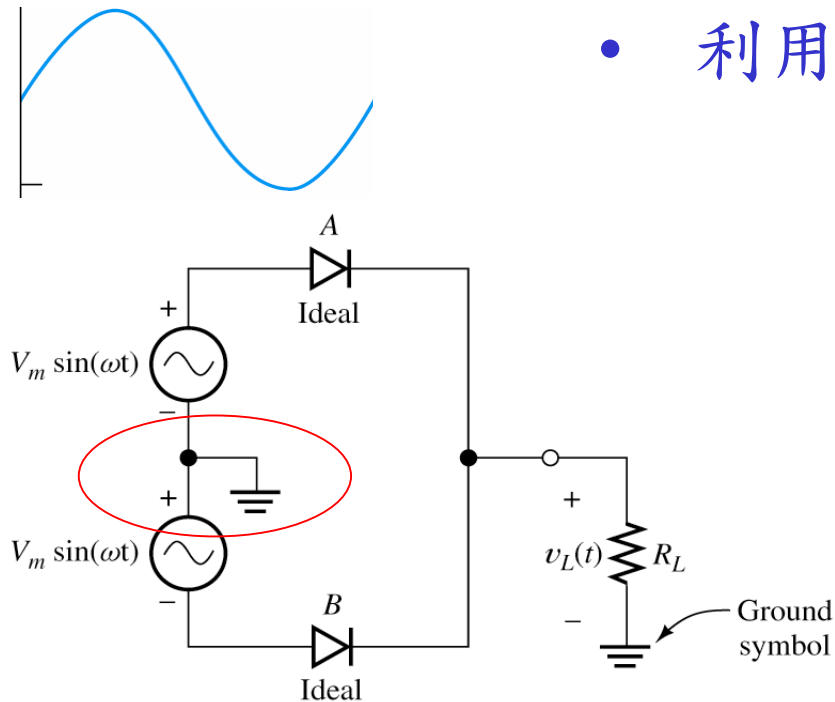 • 利用
A
Ideal
+
V_m sin(ωt)
−
+
V_m sin(ωt)
−
B
Ideal
+
v_L(t) R_L
−
Ground
symbol